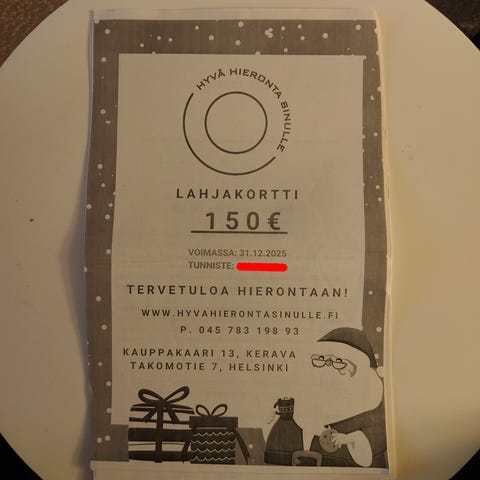 HYVÄ HIERONTA SINULLE
LAHJAKORTTI
150€
VOIMASSA: 31.12.2025
TUNNISTE:
TERVETULOA HIERONTAAN!
WWW.HYVAHIERONTASINULLE.FI
P. 045 783 198 93
KAUPPAKAARI 13, KERAVA
TAKOMOTIE 7, HELSINKI